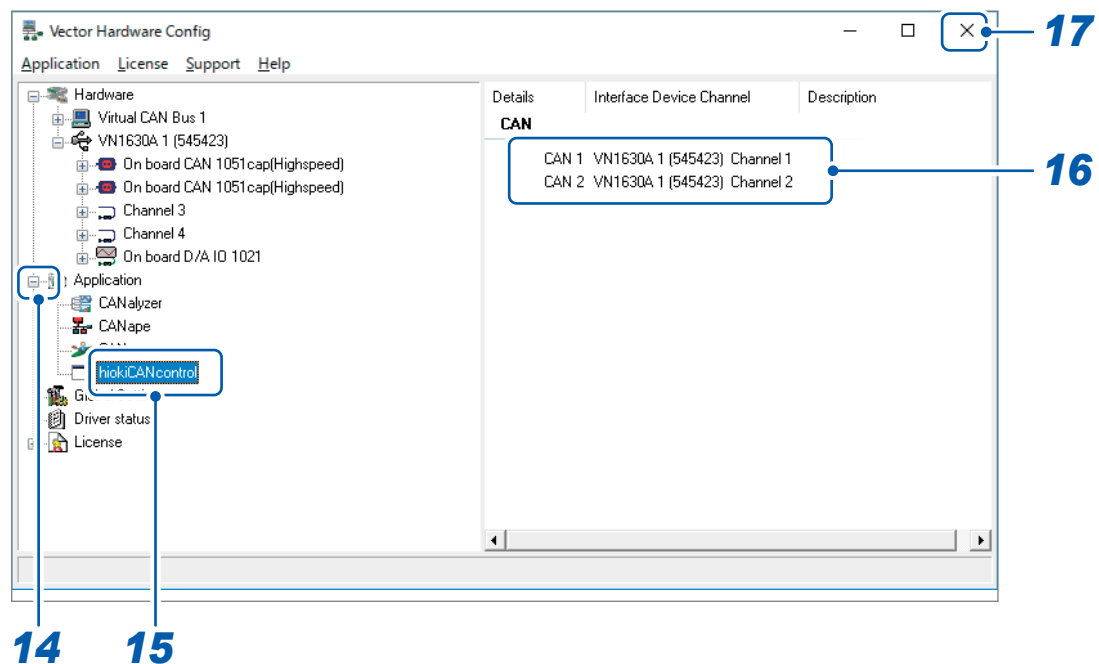 Vector Hardware Config
17
Application License Support Help
Hardware
Virtual CAN Bus 1
VN1630A 1 (545423)
On board CAN 1051cap(Highspeed)
On board CAN 1051cap(Highspeed)
Channel 3
Channel 4
On board D/A IO 1021
Application
CANalyzer
CANape
hiokiCANcontrol
Driver status
License
Details Interface Device Channel Description
CAN
CAN 1 VN1630A 1 (545423) Channel 1
CAN 2 VN1630A 1 (545423) Channel 2
16
14 15